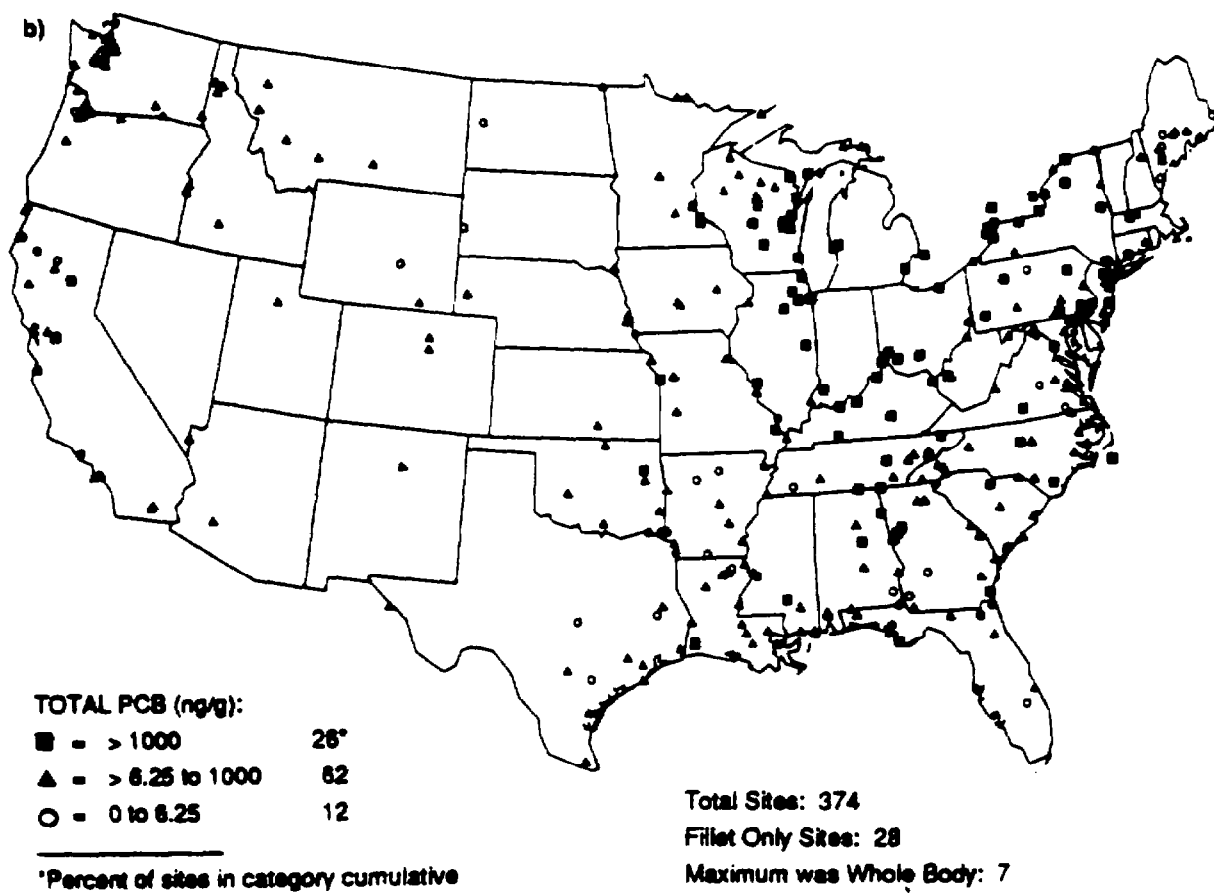 b)
TOTAL PCB (ng/g):
■ = > 1000 26*
▲ = > 6.25 to 1000 62
○ = 0 to 6.25 12
*Percent of sites in category cumulative
Total Sites: 374
Fillet Only Sites: 28
Maximum was Whole Body: 7